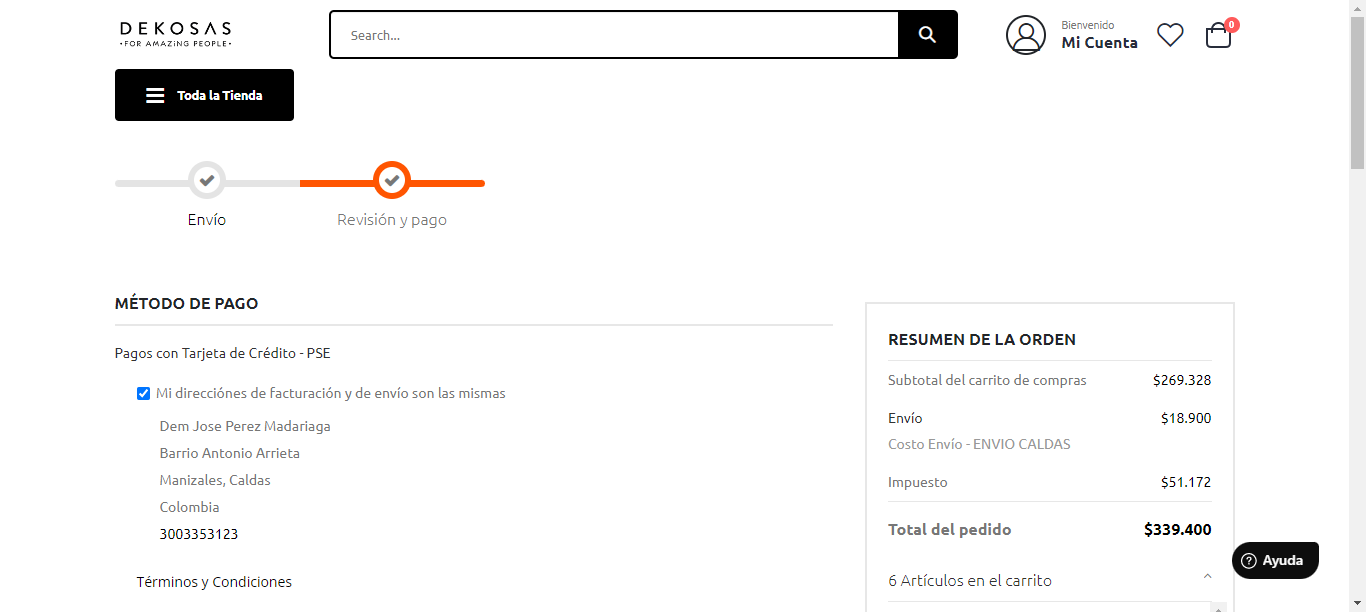 DEKOSAS
•FOR AMAZING PEOPLE•
Search...
Bienvenido
Mi Cuenta
0
Toda la Tienda
Envío
Revisión y pago
MÉTODO DE PAGO
Pagos con Tarjeta de Crédito - PSE
Mi direcciónes de facturación y de envío son las mismas
Dem Jose Perez Madariaga
Barrio Antonio Arrieta
Manizales, Caldas
Colombia
3003353123
Términos y Condiciones
RESUMEN DE LA ORDEN
Subtotal del carrito de compras $269.328
Envío $18.900
Costo Envío - ENVIO CALDAS
Impuesto $51.172
Total del pedido $339.400
6 Artículos en el carrito
Ayuda